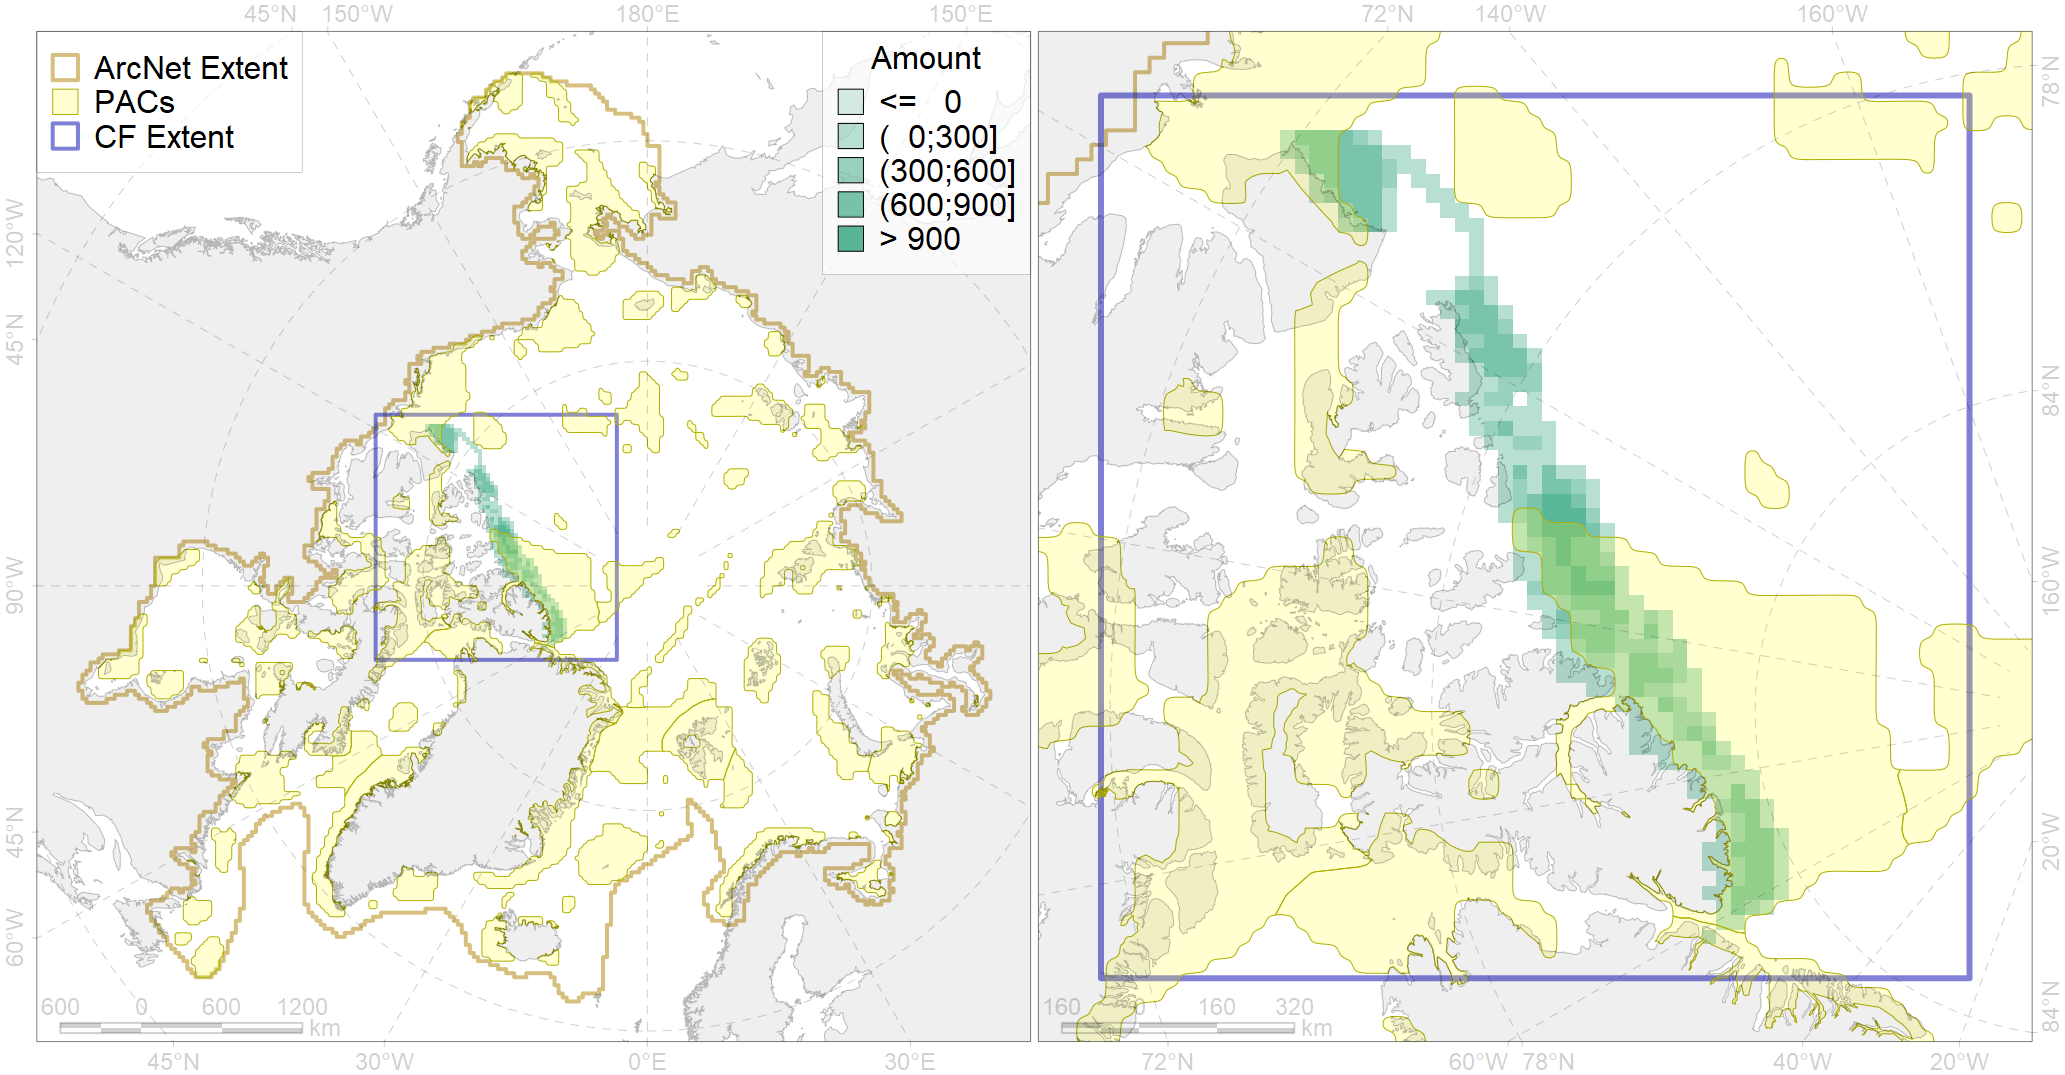 45°N 150°W 180°E 150°E 72°N 140°W 160°W
ArcNet Extent
PACs
CF Extent
Amount
<= 0
( 0;300]
(300;600]
(600;900]
> 900
120°W
45°N
90°W
45°N
60°W
78°N
84°N
160°W
20°W
84°N
600 0 600 1200
km
160 0 160 320
km
45°N 30°W 0°E 30°E 72°N 60°W 78°N 40°W 20°W